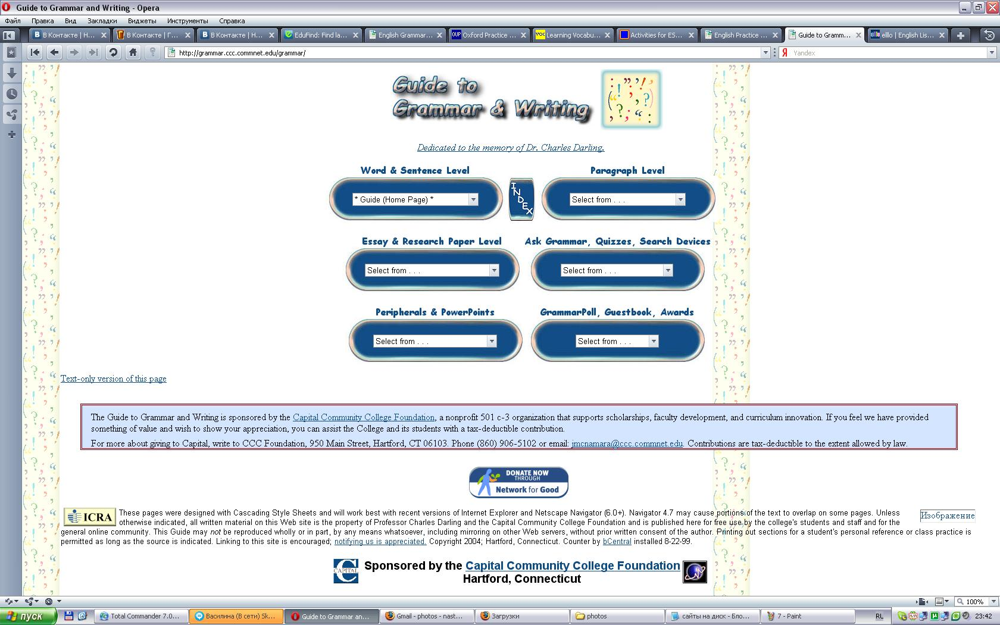 Guide to Grammar and Writing - Opera
Файл Правка Вид Закладки Виджеты Инструменты Справка
В Контакте | Н... В Контакте | Г... В Контакте | Н... EduFind: Find la... English Grammar... OUP Oxford Practice ... VOC Learning Vocabu... Activities for ES... English Practice ... Guide to Gramm... elllo | English Lis...
http://grammar.ccc.commnet.edu/grammar/ Я Yandex
Guide to
Grammar & Writing
Dedicated to the memory of Dr. Charles Darling.
Word & Sentence Level Paragraph Level
* Guide (Home Page) * INDEX Select from . . .
Essay & Research Paper Level Ask Grammar, Quizzes, Search Devices
Select from . . . Select from . . .
Peripherals & PowerPoints GrammarPoll, Guestbook, Awards
Select from . . . Select from . . .
Text-only version of this page
The Guide to Grammar and Writing is sponsored by the Capital Community College Foundation, a nonprofit 501 c-3 organization that supports scholarships, faculty development, and curriculum innovation. If you feel we have provided
something of value and wish to show your appreciation, you can assist the College and its students with a tax-deductible contribution.
For more about giving to Capital, write to CCC Foundation, 950 Main Street, Hartford, CT 06103. Phone (860) 906-5102 or email: jmcnamara@ccc.commnet.edu. Contributions are tax-deductible to the extent allowed by law.
DONATE NOW
THROUGH
Network for Good
ICRA These pages were designed with Cascading Style Sheets and will work best with recent versions of Internet Explorer and Netscape Navigator (6.0+). Navigator 4.7 may cause portions of the text to overlap on some pages. Unless Изображение
otherwise indicated, all written material on this Web site is the property of Professor Charles Darling and the Capital Community College Foundation and is published here for free use by the college's students and staff and for the
general online community. This Guide may not be reproduced wholly or in part, by any means whatsoever, including mirroring on other Web servers, without prior written consent of the author. Printing out sections for a student's personal reference or class practice is
permitted as long as the source is indicated. Linking to this site is encouraged; notifying us is appreciated. Copyright 2004; Hartford, Connecticut. Counter by bCentral installed 8-22-99.
C CAPITAL Sponsored by the Capital Community College Foundation N
Hartford, Connecticut
100%
пуск Total Commander 7.0... Василина (В сети) Sk... Guide to Grammar an... Gmail - photos - nast... Загрузки photos сайты на диск - Бло... 7 - Paint RL 23:42